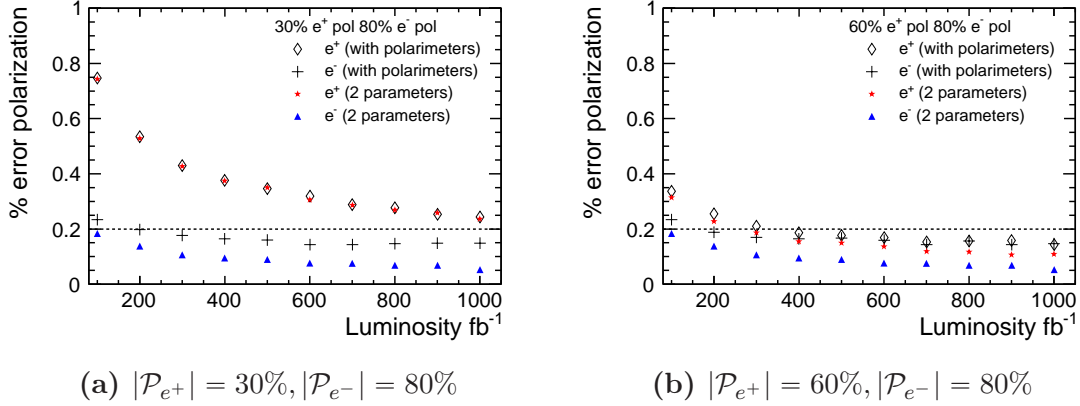 % error polarization
1
0.8
0.6
0.4
0.2
0
200 400 600 800 1000
Luminosity fb⁻¹
30% e⁺ pol 80% e⁻ pol
e⁺ (with polarimeters)
e⁻ (with polarimeters)
e⁺ (2 parameters)
e⁻ (2 parameters)
(a) |𝒫ₑ₊| = 30%, |𝒫ₑ₋| = 80%
% error polarization
1
0.8
0.6
0.4
0.2
0
200 400 600 800 1000
Luminosity fb⁻¹
60% e⁺ pol 80% e⁻ pol
e⁺ (with polarimeters)
e⁻ (with polarimeters)
e⁺ (2 parameters)
e⁻ (2 parameters)
(b) |𝒫ₑ₊| = 60%, |𝒫ₑ₋| = 80%